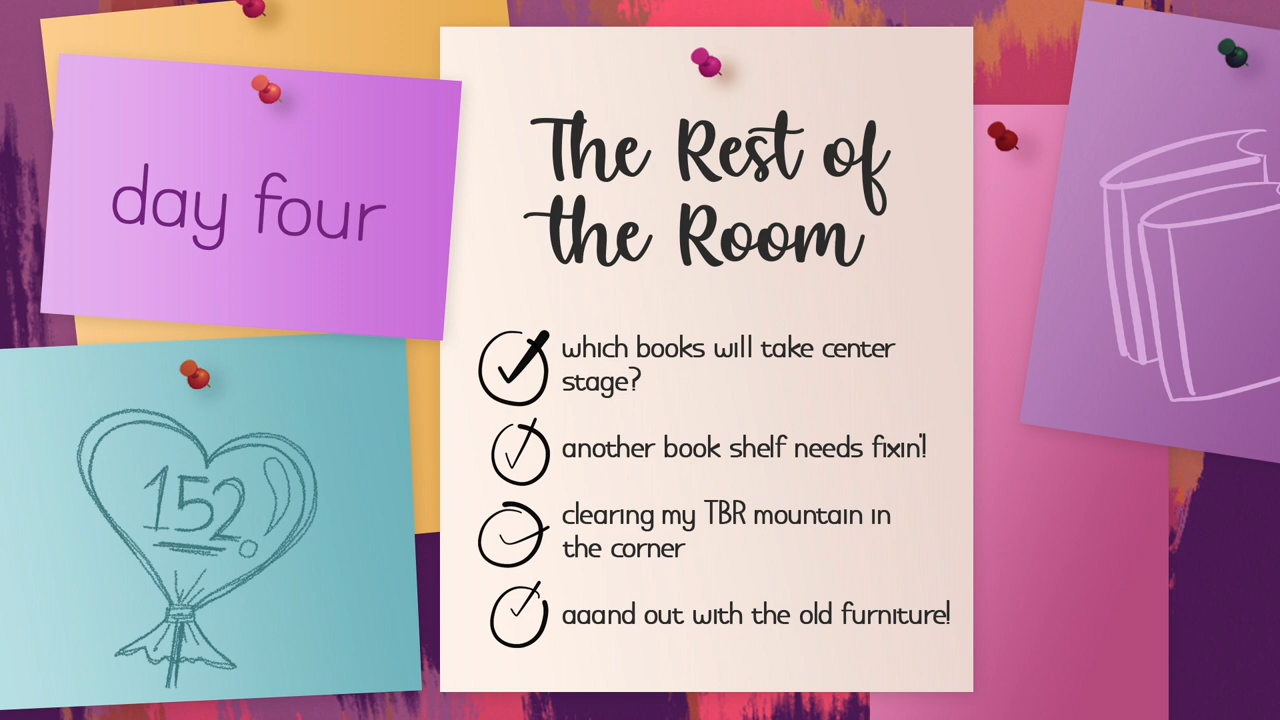 day four
152
The Rest of
the Room
which books will take center
stage?
another book shelf needs fixin'!
clearing my TBR mountain in
the corner
aaand out with the old furniture!